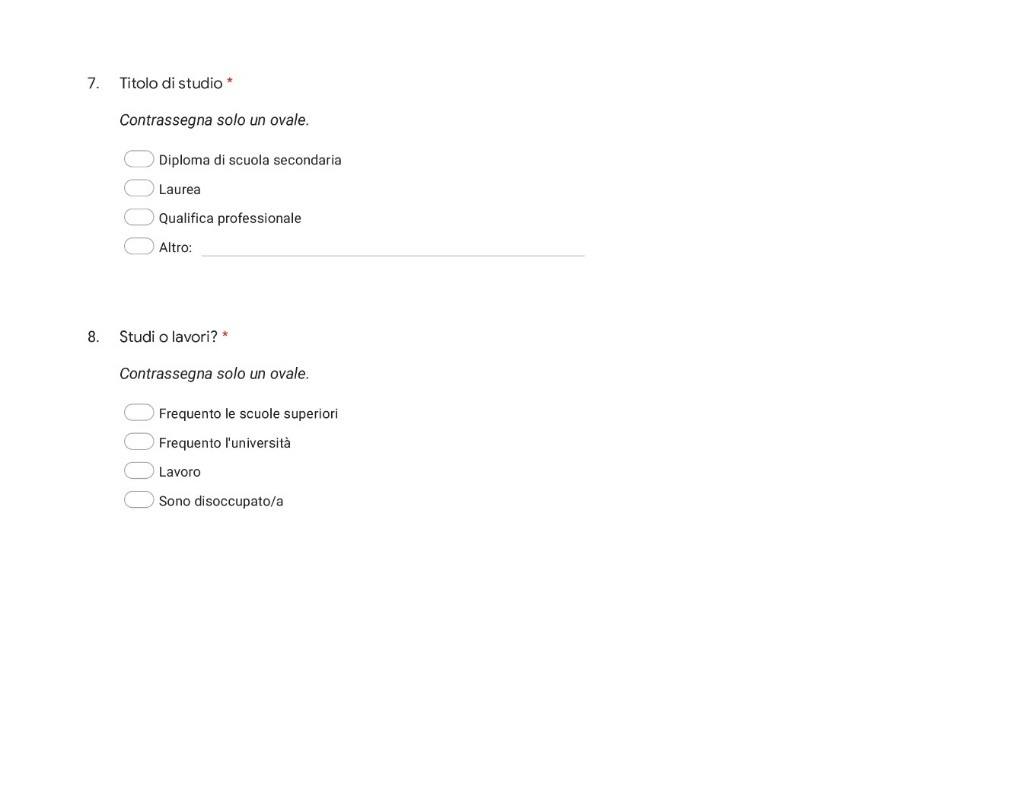 7. Titolo di studio *
Contrassegna solo un ovale.
Diploma di scuola secondaria
Laurea
Qualifica professionale
Altro:
8. Studi o lavori? *
Contrassegna solo un ovale.
Frequento le scuole superiori
Frequento l'università
Lavoro
Sono disoccupato/a